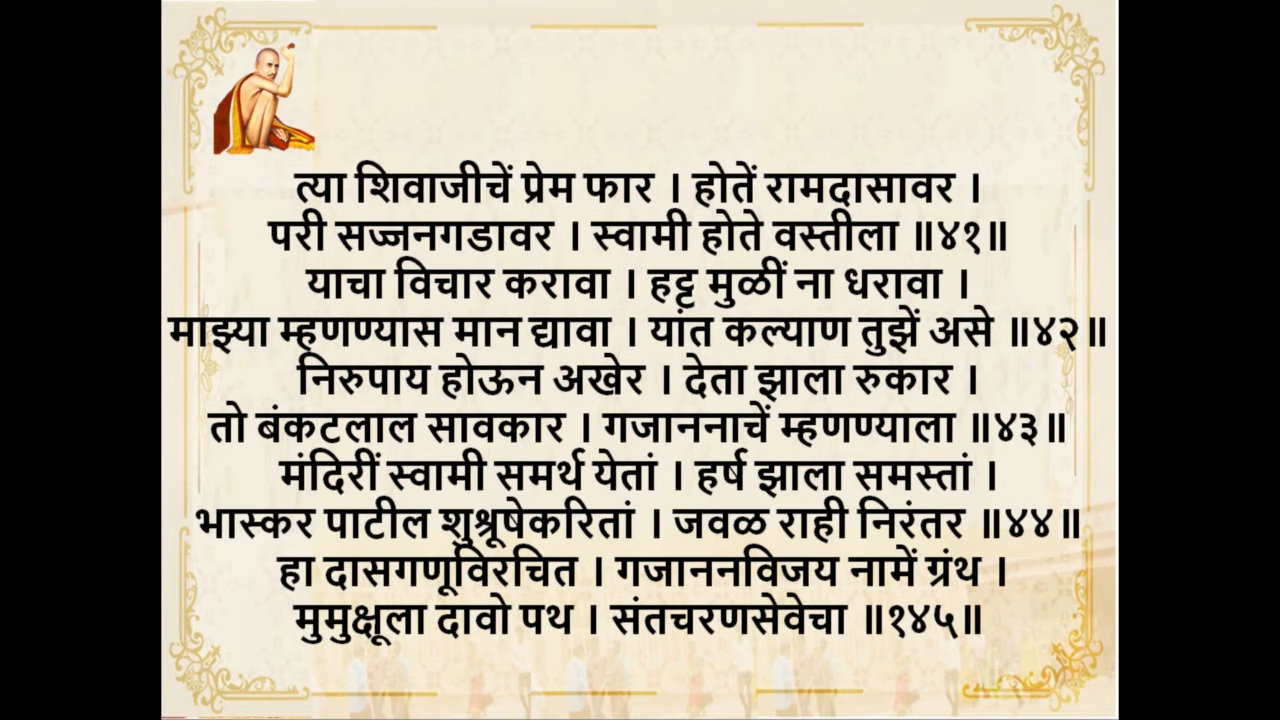 त्या शिवाजीचें प्रेम फार । होतें रामदासावर ।
परी सज्जनगडावर । स्वामी होते वस्तीला ॥४१॥
याचा विचार करावा । हट्ट मुळीं ना धरावा ।
माझ्या म्हणण्यास मान द्यावा । यांत कल्याण तुझें असे ॥४२॥
निरुपाय होऊन अखेर । देता झाला रुकार ।
तो बंकटलाल सावकार । गजाननाचें म्हणण्याला ॥४३॥
मंदिरीं स्वामी समर्थ येतां । हर्ष झाला समस्तां ।
भास्कर पाटील शुश्रूषेकरितां । जवळ राही निरंतर ॥४४॥
हा दासगणूविरचित । गजाननविजय नामें ग्रंथ ।
मुमुक्षूला दावो पथ । संतचरणसेवेचा ॥१४५॥